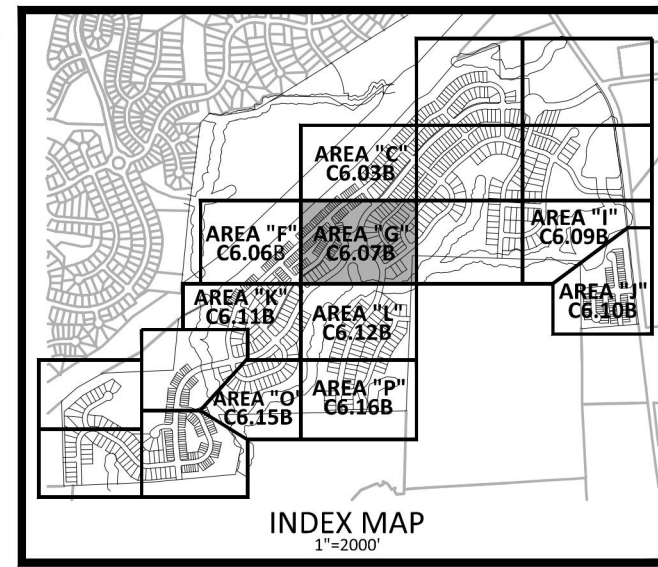 AREA "C"
C6.03B
AREA "F"
C6.06B
AREA "G"
C6.07B
AREA "I"
C6.09B
AREA "K"
C6.11B
AREA "L"
C6.12B
AREA "J"
C6.10B
AREA "O"
C6.15B
AREA "P"
C6.16B
INDEX MAP
1"=2000'